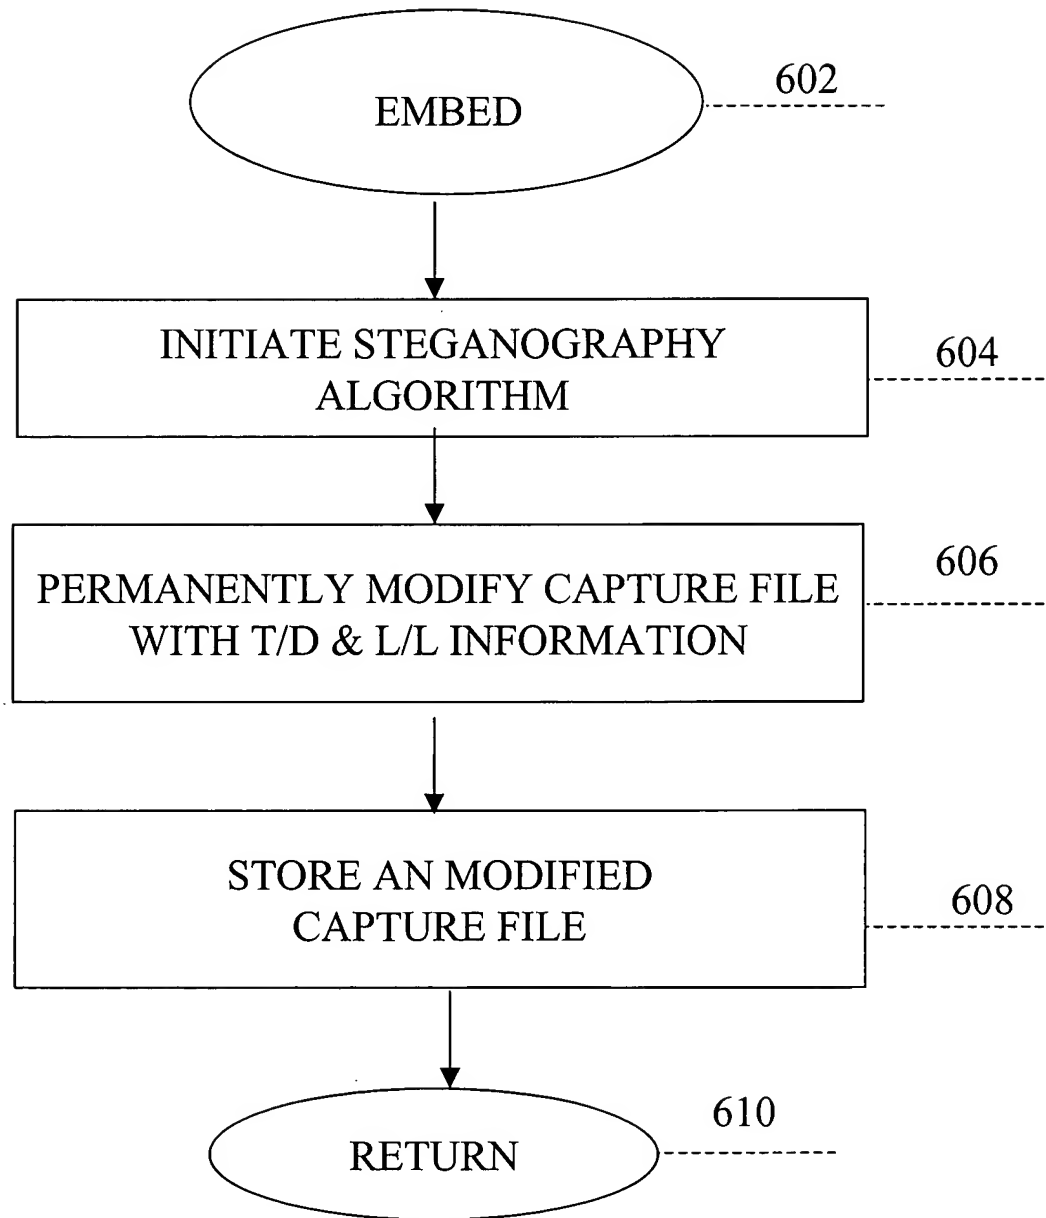 EMBED
602
INITIATE STEGANOGRAPHY
ALGORITHM
604
PERMANENTLY MODIFY CAPTURE FILE
WITH T/D & L/L INFORMATION
606
STORE AN MODIFIED
CAPTURE FILE
608
RETURN
610